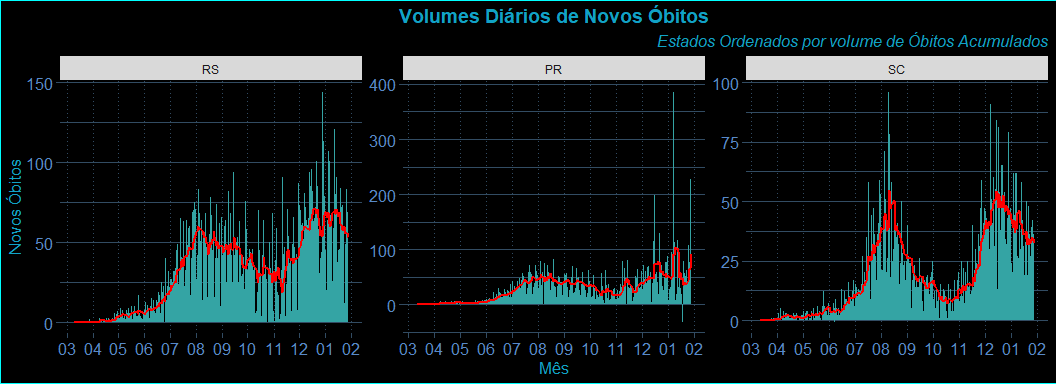 Volumes Diários de Novos Óbitos
Estados Ordenados por volume de Óbitos Acumulados
RS
PR
SC
Novos Óbitos
150
100
50
0
400
300
200
100
0
100
75
50
25
0
03 04 05 06 07 08 09 10 11 12 01 02
03 04 05 06 07 08 09 10 11 12 01 02
03 04 05 06 07 08 09 10 11 12 01 02
Mês